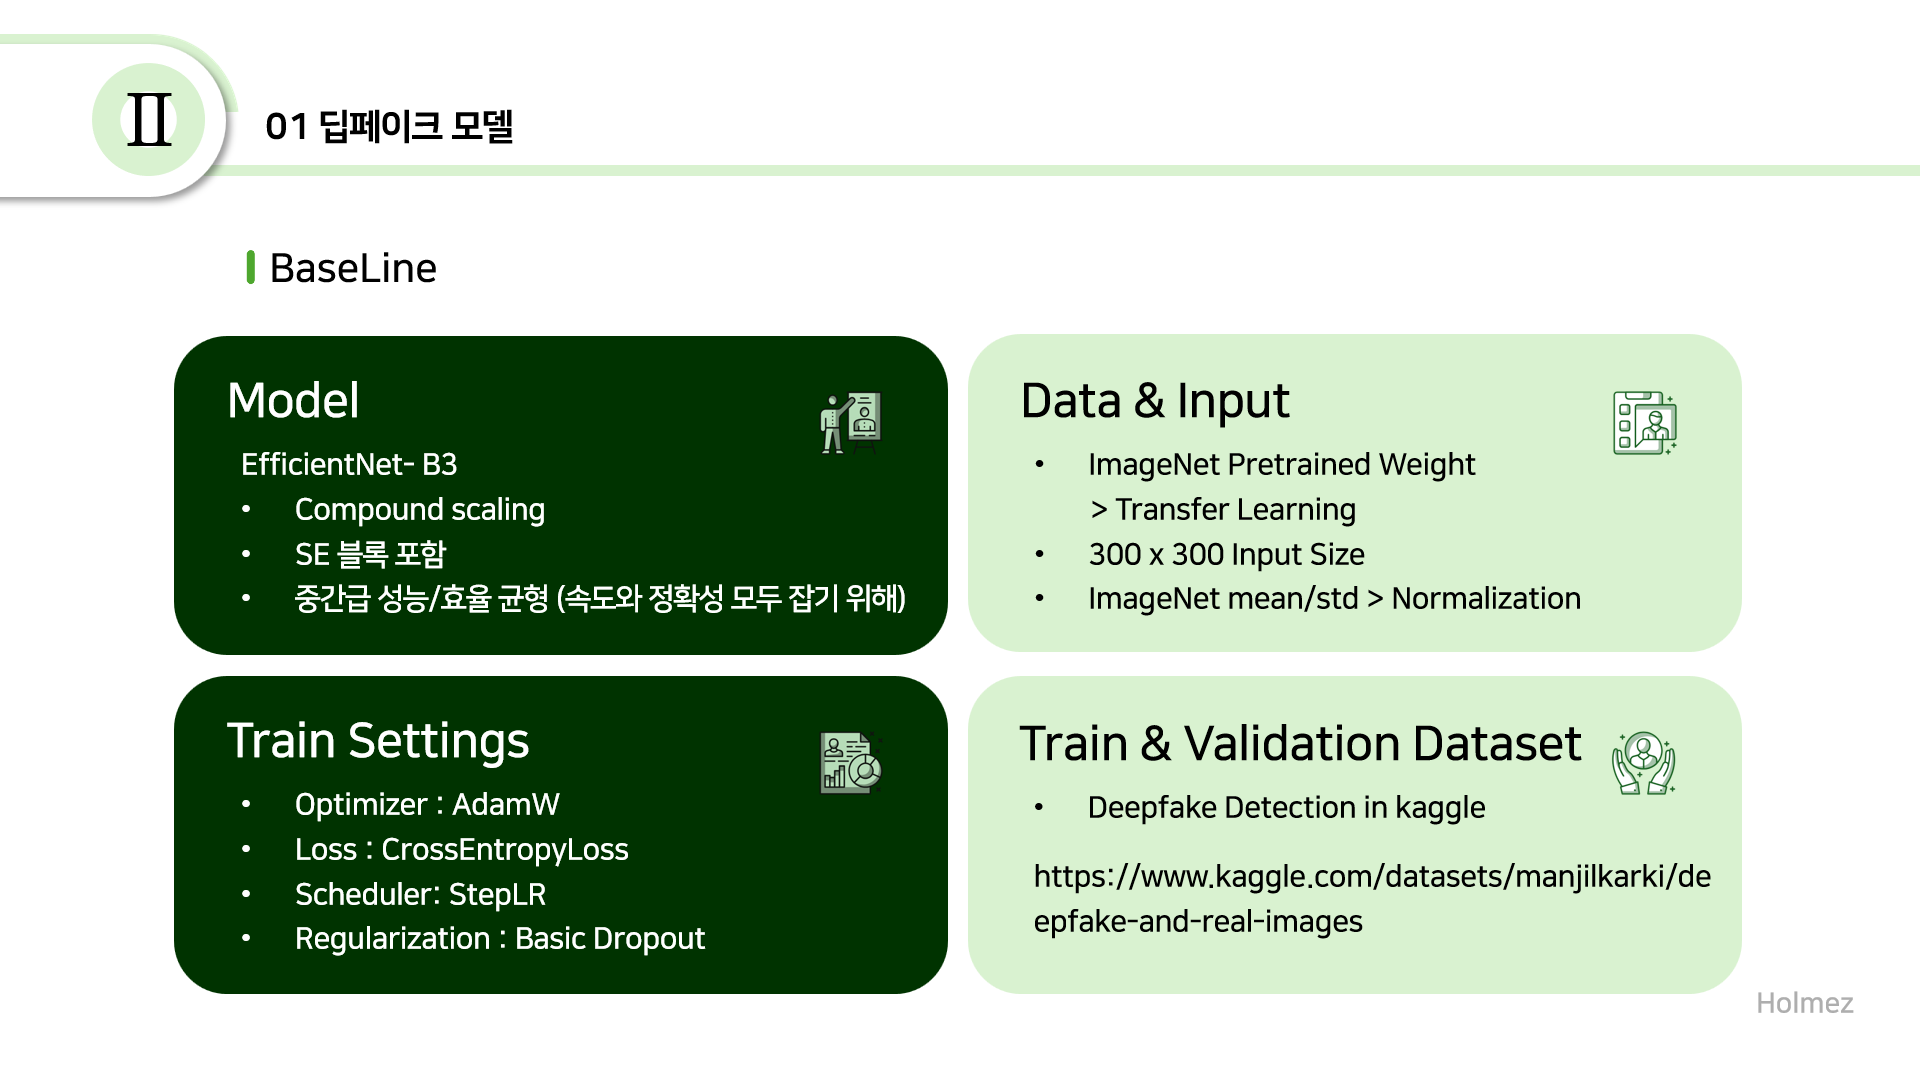 Ⅱ
01 딥페이크 모델
BaseLine
Model
EfficientNet- B3
• Compound scaling
• SE 블록 포함
• 중간급 성능/효율 균형 (속도와 정확성 모두 잡기 위해)
Data & Input
• ImageNet Pretrained Weight
> Transfer Learning
• 300 x 300 Input Size
• ImageNet mean/std > Normalization
Train Settings
• Optimizer : AdamW
• Loss : CrossEntropyLoss
• Scheduler: StepLR
• Regularization : Basic Dropout
Train & Validation Dataset
• Deepfake Detection in kaggle
https://www.kaggle.com/datasets/manjilkarki/de
epfake-and-real-images
Holmez